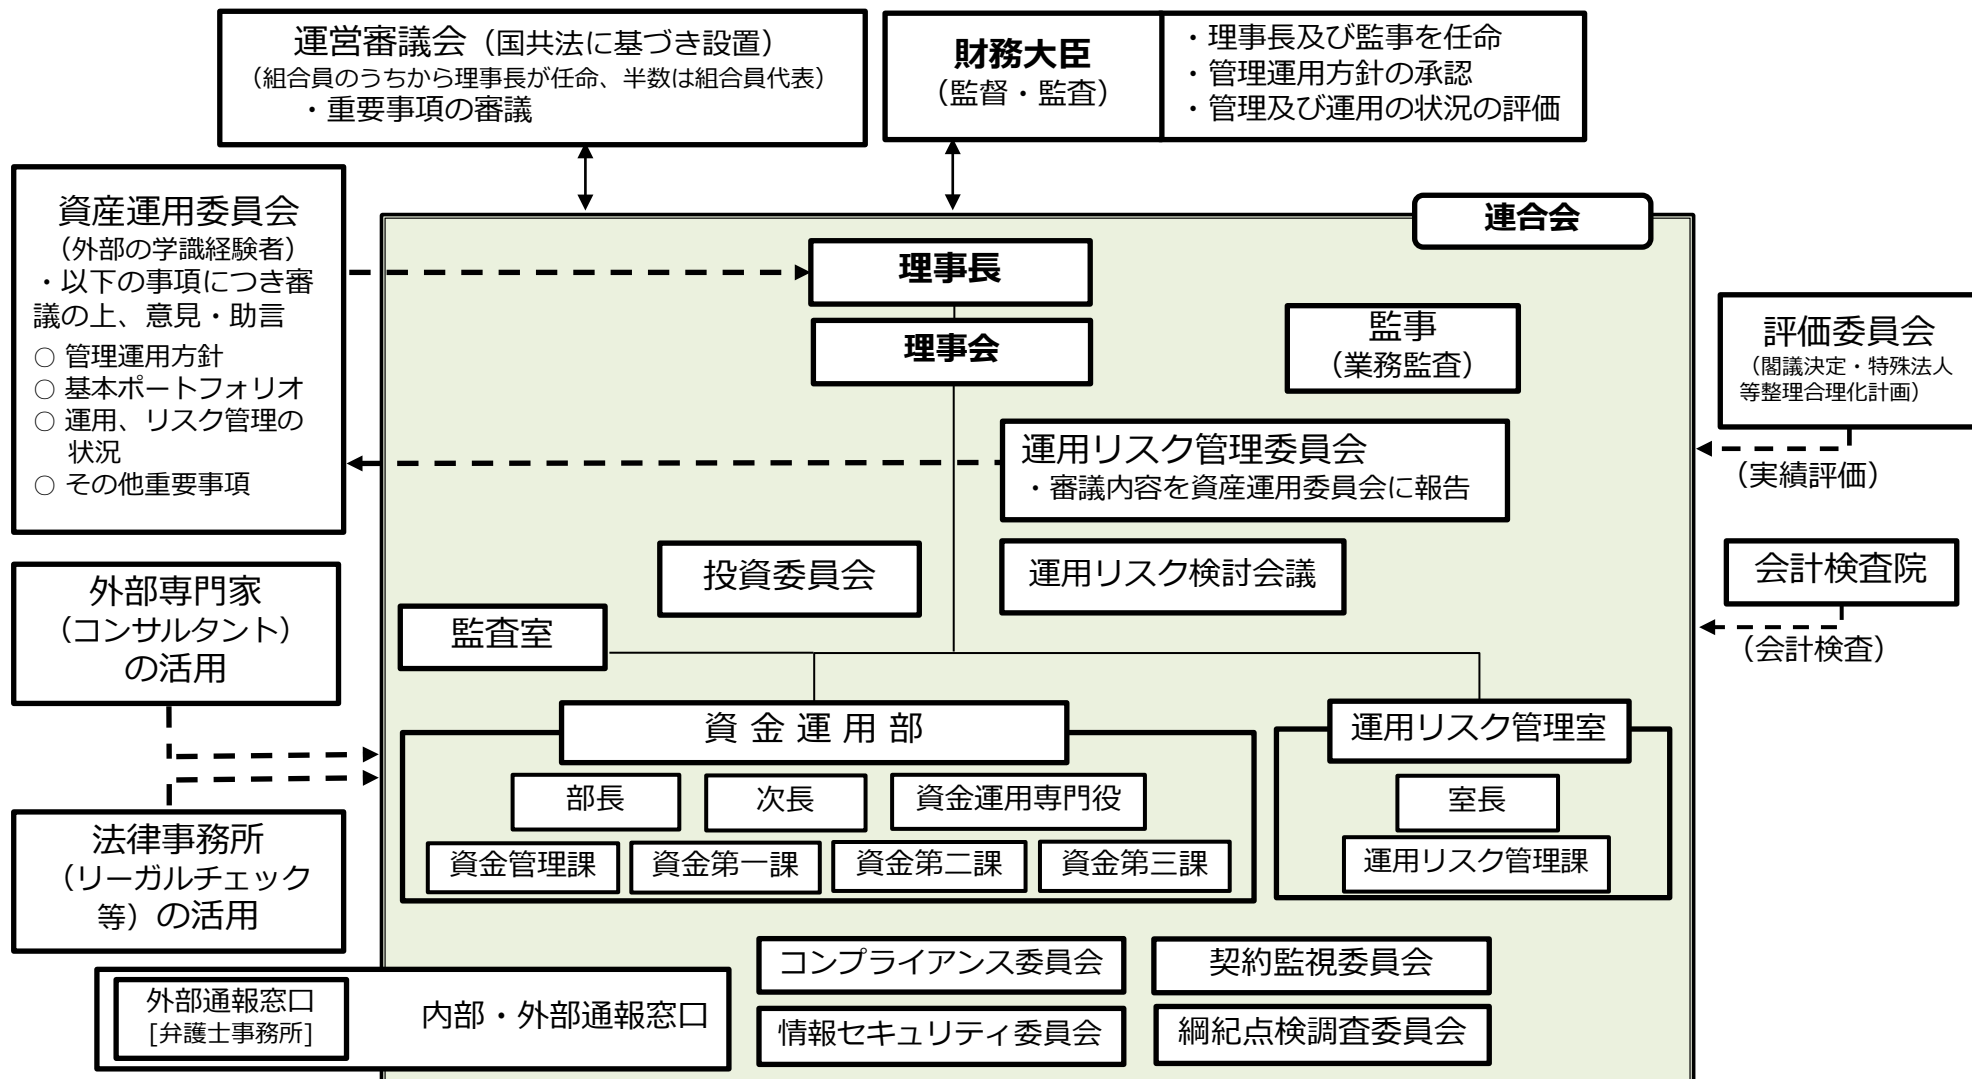 運営審議会（国共法に基づき設置）
（組合員のうちから理事長が任命、半数は組合員代表）
・重要事項の審議
財務大臣
（監督・監査）
・理事長及び監事を任命
・管理運用方針の承認
・管理及び運用の状況の評価
資産運用委員会
（外部の学識経験者）
・以下の事項につき審
議の上、意見・助言
○ 管理運用方針
○ 基本ポートフォリオ
○ 運用、リスク管理の
状況
○ その他重要事項
連合会
理事長
理事会
監事
（業務監査）
評価委員会
（閣議決定・特殊法人
等整理合理化計画）
（実績評価）
運用リスク管理委員会
・審議内容を資産運用委員会に報告
投資委員会
運用リスク検討会議
会計検査院
（会計検査）
外部専門家
（コンサルタント）
の活用
監査室
資金運用部
運用リスク管理室
部長
次長
資金運用専門役
室長
資金管理課
資金第一課
資金第二課
資金第三課
運用リスク管理課
法律事務所
（リーガルチェック
等）の活用
コンプライアンス委員会
契約監視委員会
外部通報窓口
[弁護士事務所]
内部・外部通報窓口
情報セキュリティ委員会
綱紀点検調査委員会